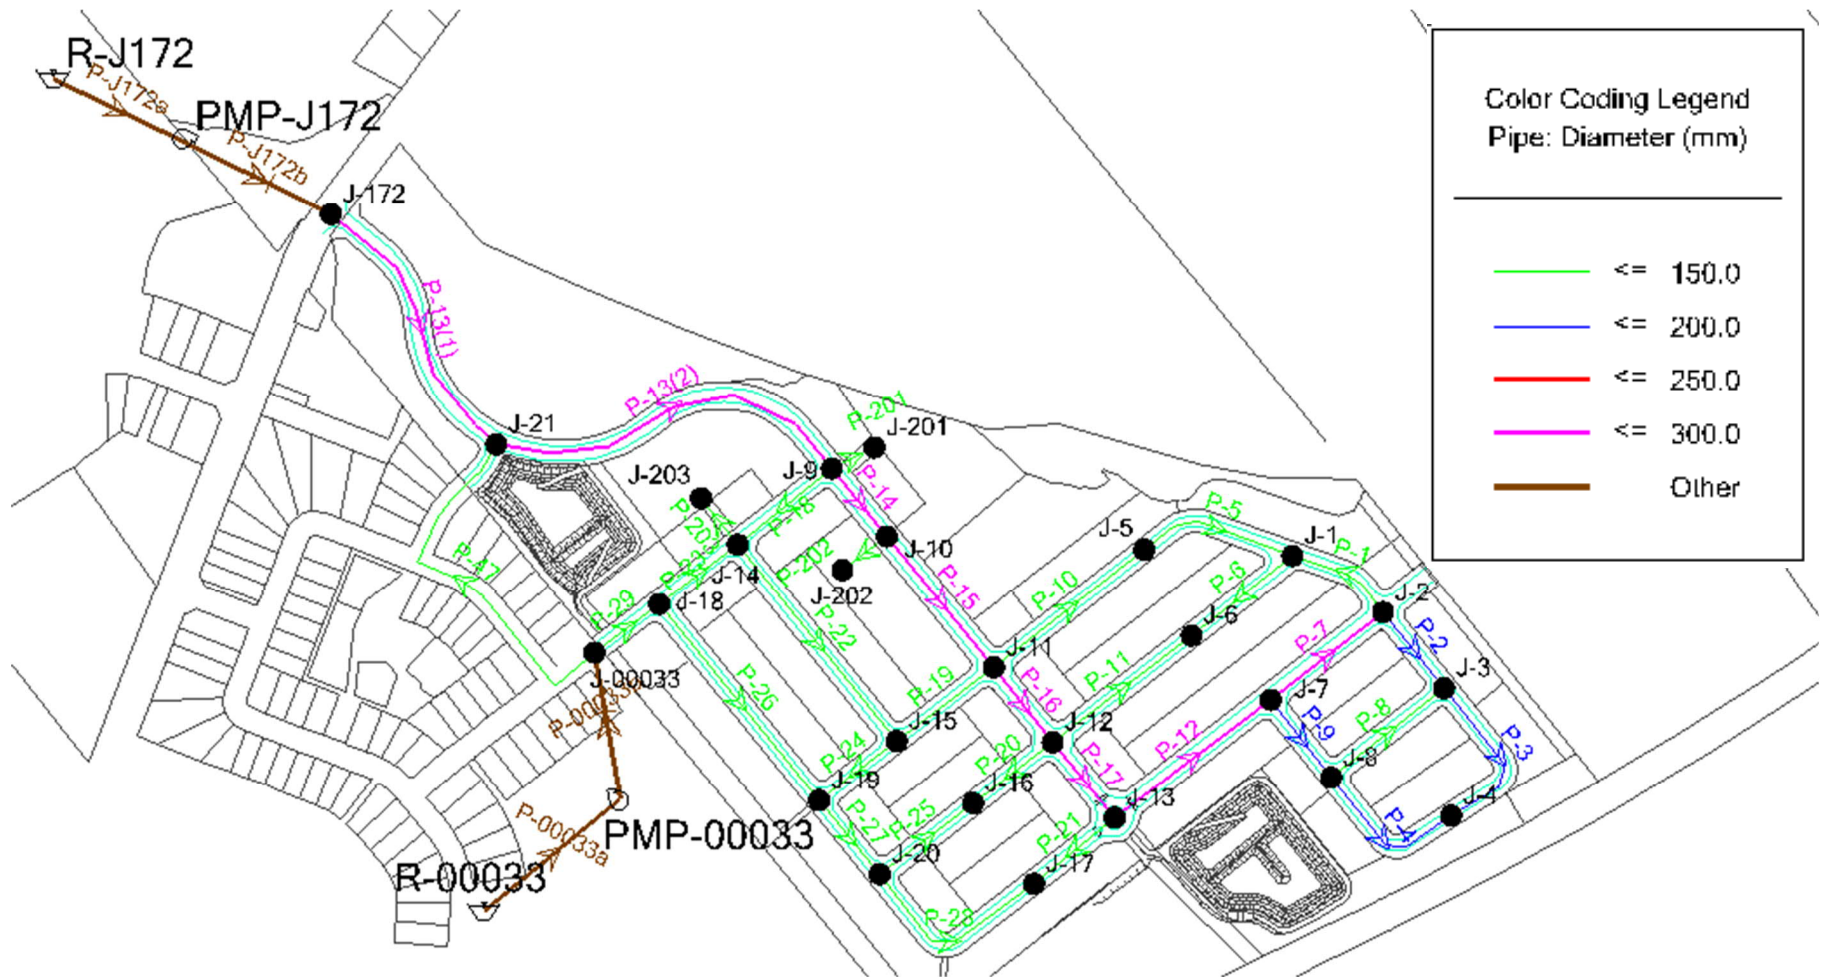 R-J172
P-J172a
PMP-J172
P-J172b
J-172
Color Coding Legend
Pipe: Diameter (mm)
<= 150.0
<= 200.0
<= 250.0
<= 300.0
Other
P-13(1)
P-13(2)
P-201
J-201
J-21
J-203
J-9
P-14
P-18
J-10
P-202
J-202
J-14
P-47
P-29
J-18
J-00033
P-22
P-15
J-5
P-5
J-1
P-1
P-10
P-6
J-2
J-6
P-7
P-2
J-11
P-11
J-3
P-26
P-19
P-16
J-7
J-15
J-12
P-12
P-9
P-8
P-3
P-24
P-20
P-17
J-8
J-19
J-16
J-13
J-4
P-4
P-27
P-25
P-21
J-20
J-17
P-28
PMP-00033
P-00033a
R-00033